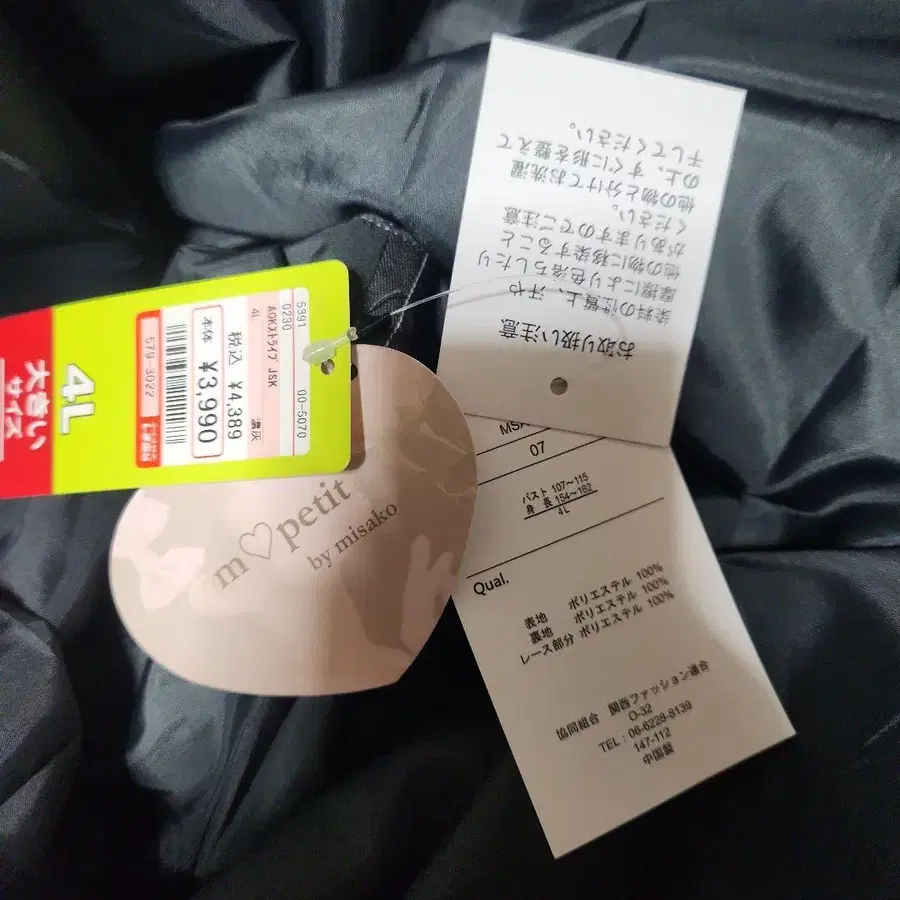 お取り扱い注意
染料の性質上、汗や
摩擦により色落ちしたり
他の物に移染すること
がありますのでご注意
ください。
他の物と分けてお洗濯
の上、すぐに形を整えて
干してください。
4L
大きい
サイズ
579-3022
本体 ¥3,990
税込 ¥4,389
4L 濃灰
AOKストライプ JSK
0230
5391 00-5070
m♡petit
by misako
07
バスト 107~115
身 長 154~162
4L
Qual.
表地 ポリエステル 100%
裏地 ポリエステル 100%
レース部分 ポリエステル 100%
協同組合 関西ファッション連合
O-32
TEL : 06-6228-8139
147-112
中国製